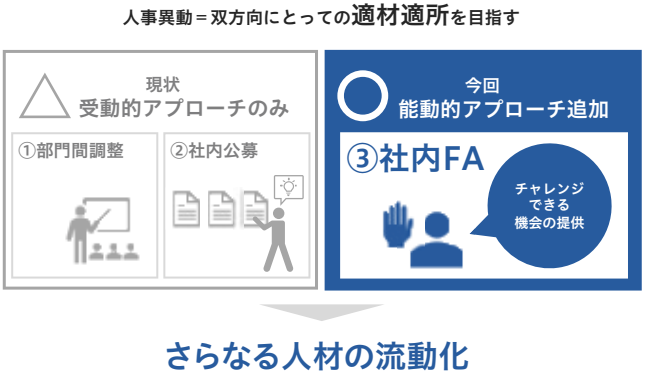 人事異動＝双方向にとっての適材適所を目指す
現状
受動的アプローチのみ
①部門間調整
②社内公募
今回
能動的アプローチ追加
③社内FA
チャレンジ
できる
機会の提供
さらなる人材の流動化